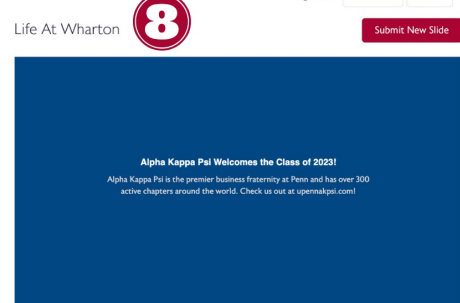 Life At Wharton
8
Submit New Slide
Alpha Kappa Psi Welcomes the Class of 2023!
Alpha Kappa Psi is the premier business fraternity at Penn and has over 300
active chapters around the world. Check us out at upennakpsi.com!